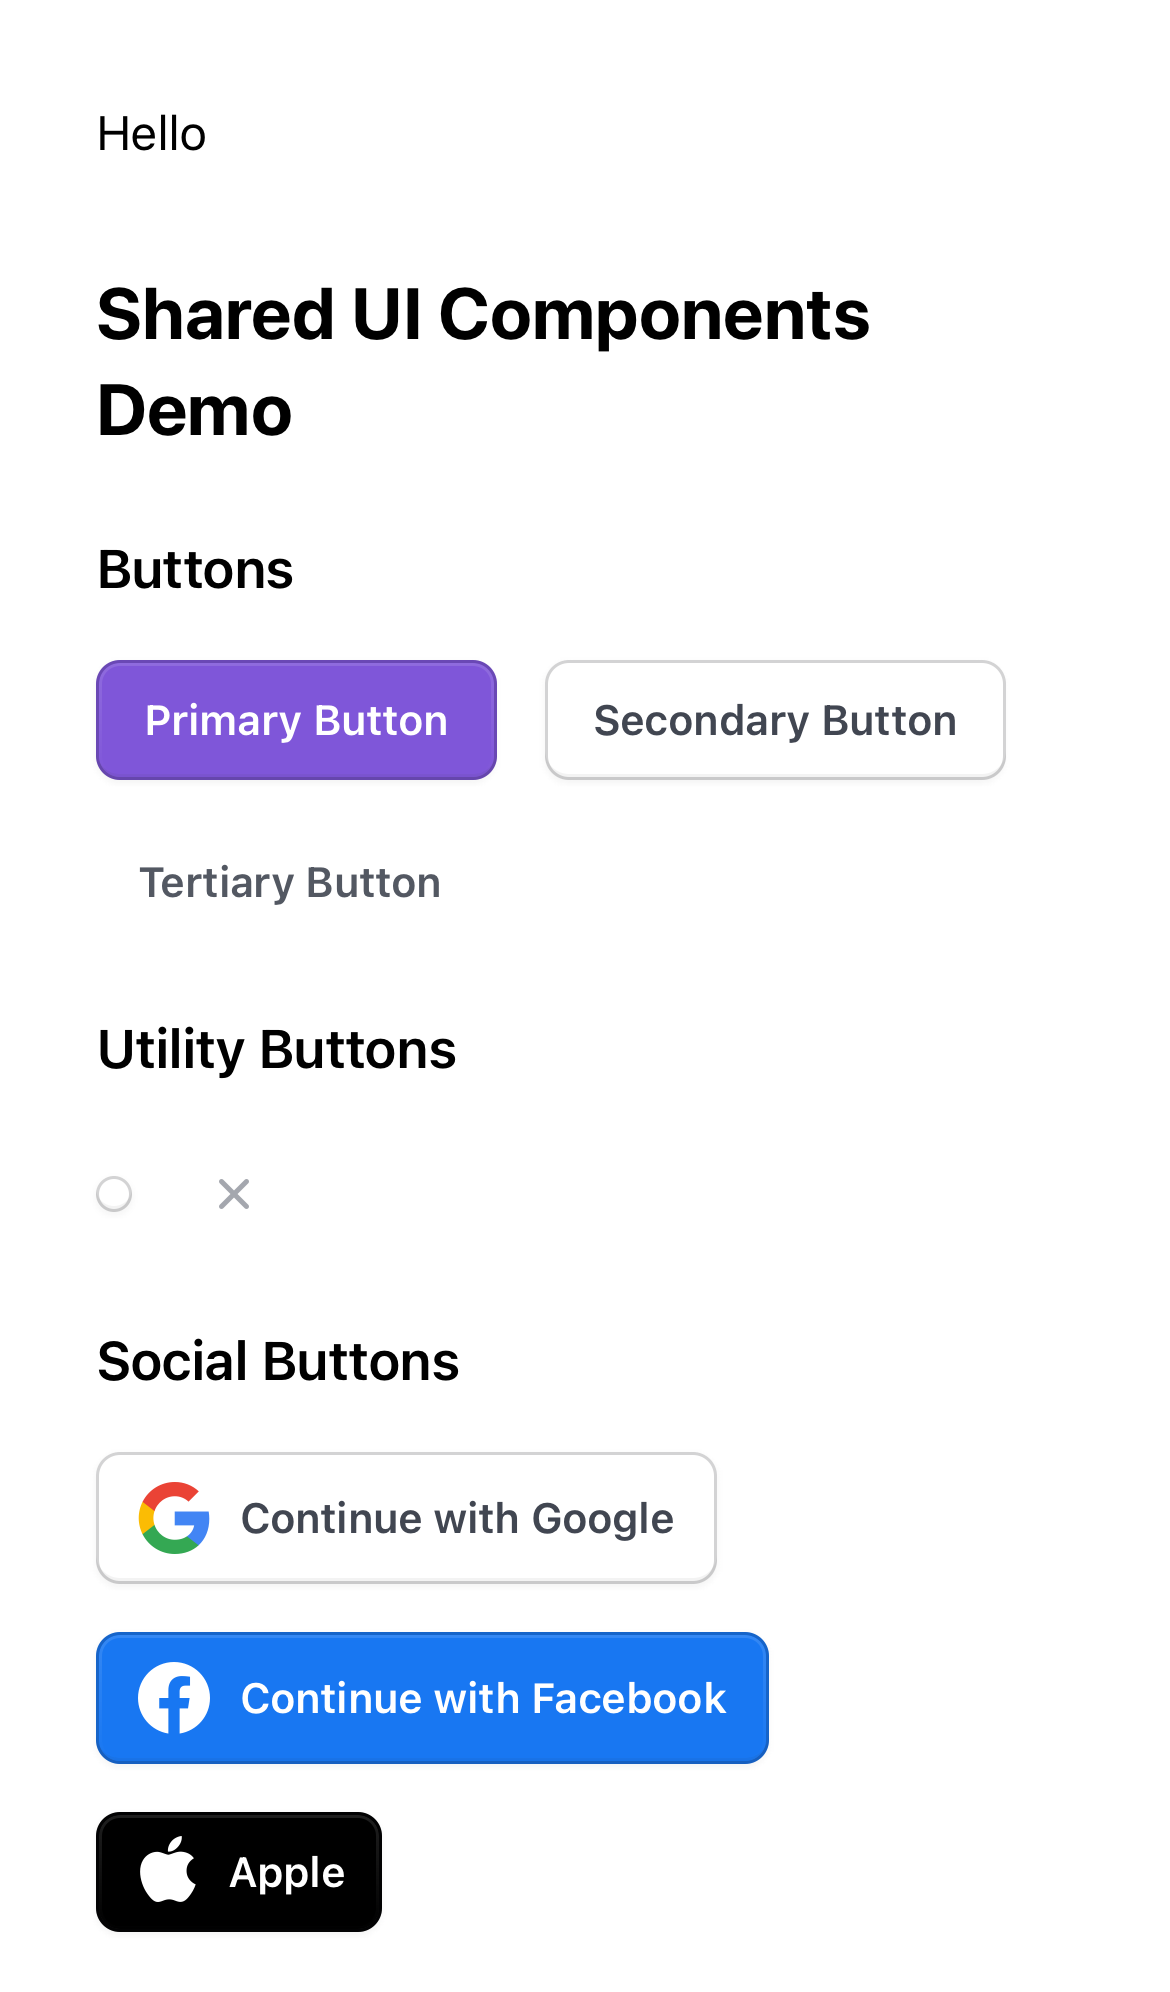 Hello
Shared UI Components
Demo
Buttons
Primary Button
Secondary Button
Tertiary Button
Utility Buttons
Social Buttons
Continue with Google
Continue with Facebook
Apple